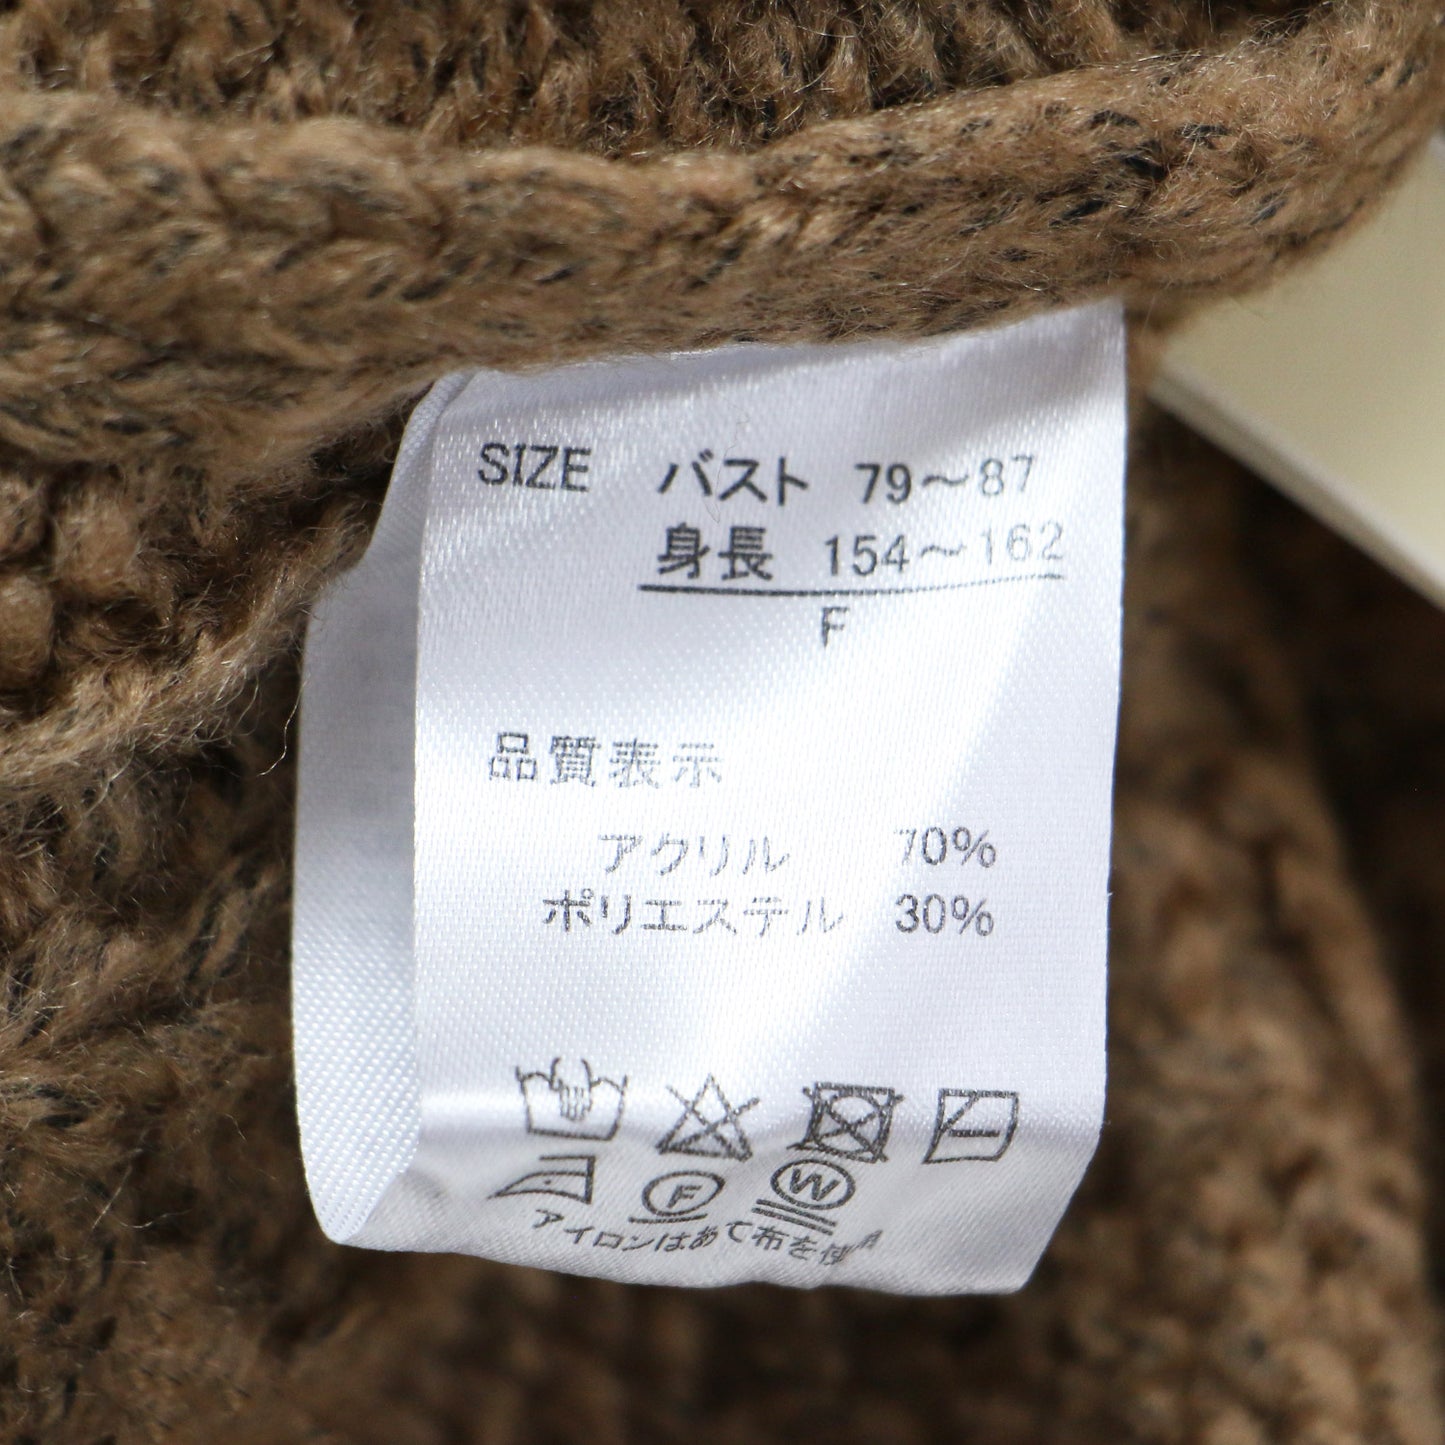 SIZE バスト 79～87
身長 154～162
F
品質表示
アクリル 70%
ポリエステル 30%
F W
アイロンはあて布を使用